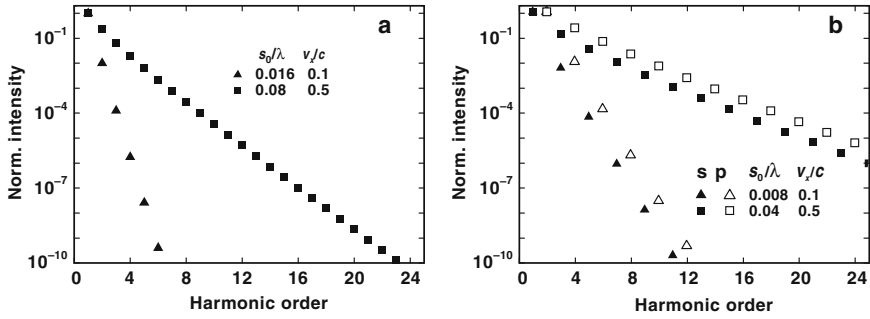 a
Norm. intensity
10⁻¹
10⁻⁴
10⁻⁷
10⁻¹⁰
s₀/λ vₓ/c
▲ 0.016 0.1
■ 0.08 0.5
0 4 8 12 16 20 24
Harmonic order
b
Norm. intensity
10⁻¹
10⁻⁴
10⁻⁷
10⁻¹⁰
s p s₀/λ vₓ/c
▲ △ 0.008 0.1
■ □ 0.04 0.5
0 4 8 12 16 20 24
Harmonic order